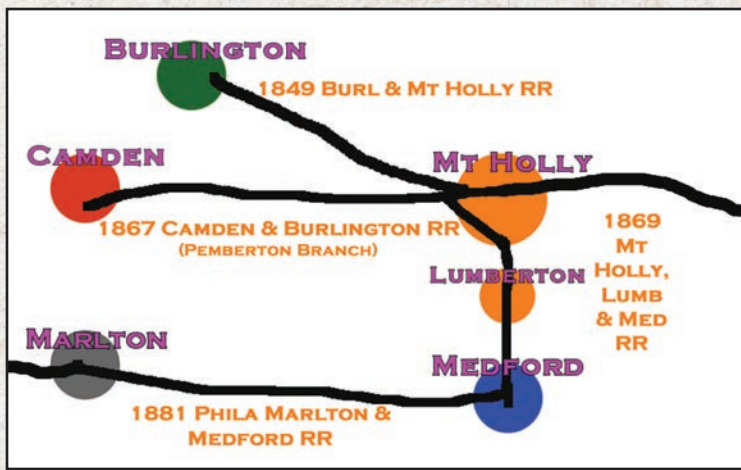 BURLINGTON
1849 BURL & MT HOLLY RR
CAMDEN
MT HOLLY
1867 CAMDEN & BURLINGTON RR
(PEMBERTON BRANCH)
1869
MT
HOLLY,
LUMB
& MED
RR
LUMBERTON
MARLTON
MEDFORD
1881 PHILA MARLTON &
MEDFORD RR